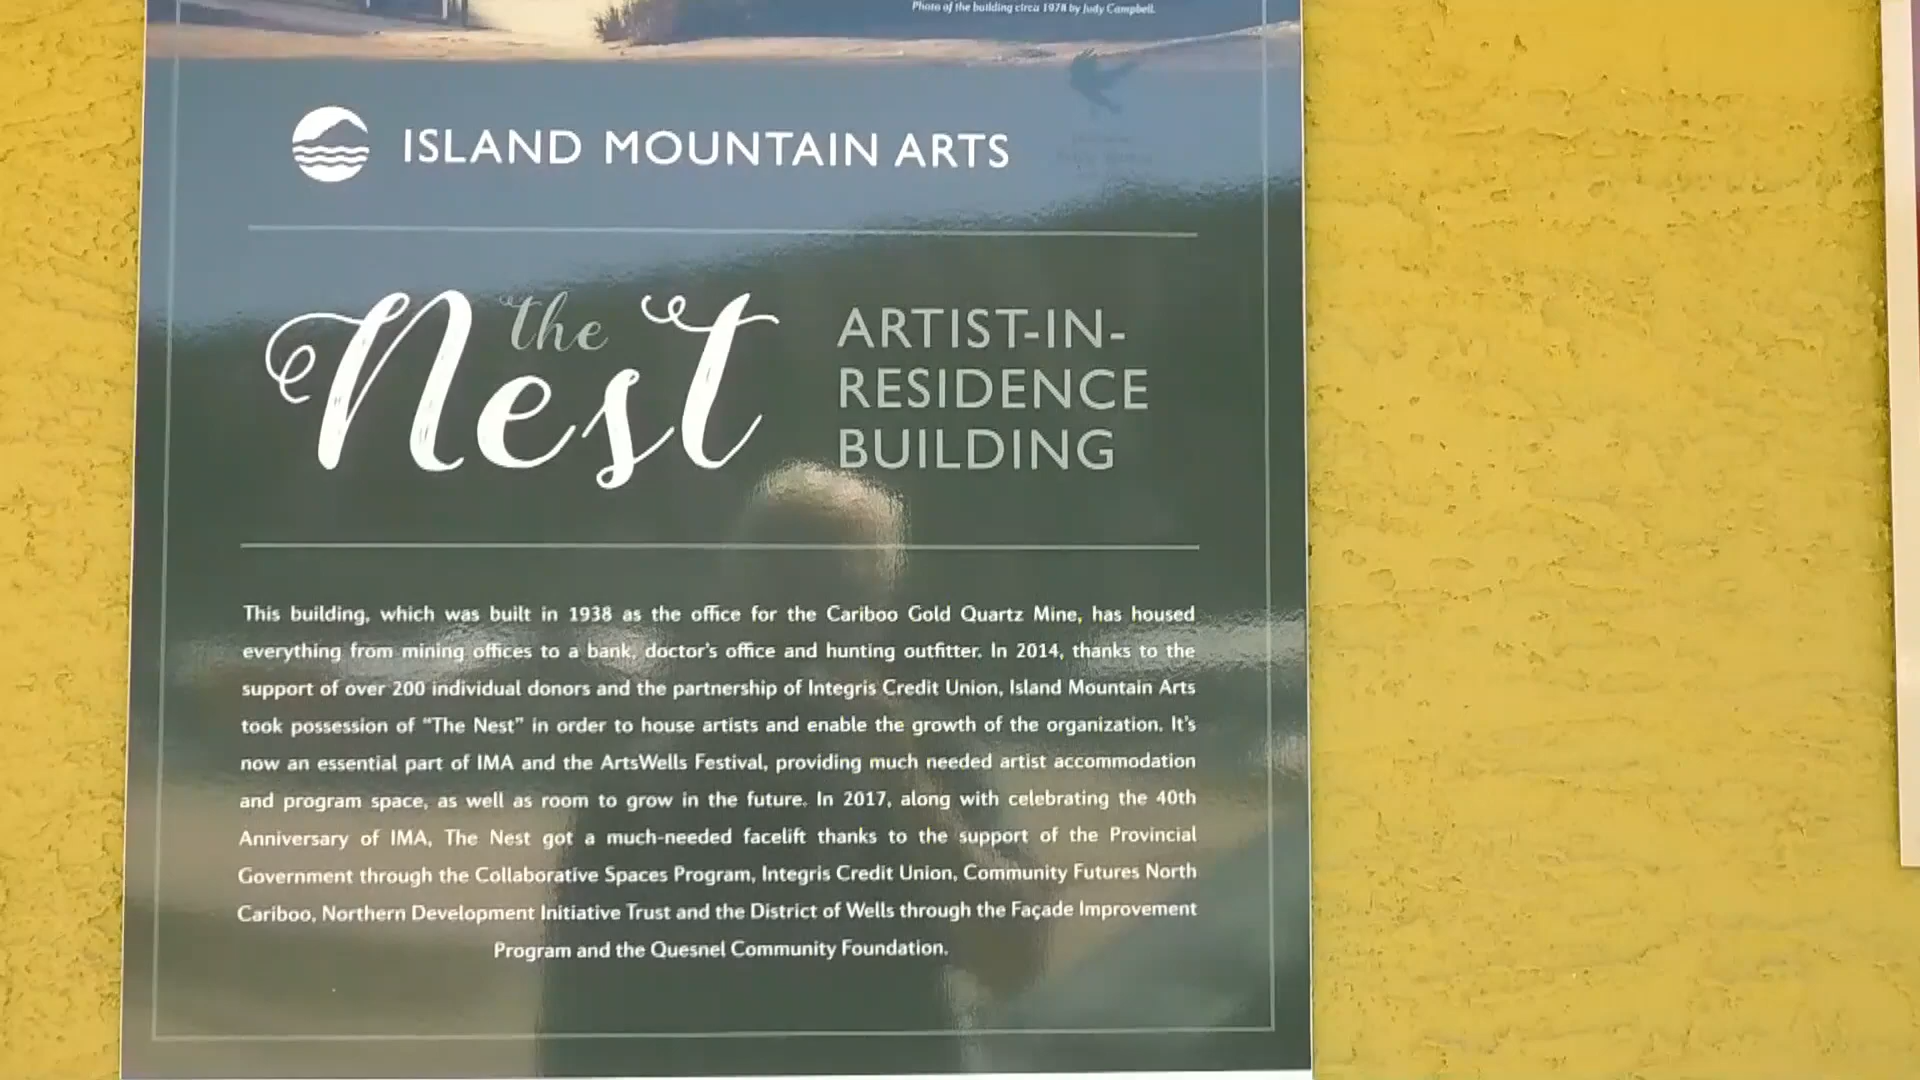 Photo of the building circa 1978 by Judy Campbell.
ISLAND MOUNTAIN ARTS
the
Nest
ARTIST-IN-
RESIDENCE
BUILDING
This building, which was built in 1938 as the office for the Cariboo Gold Quartz Mine, has housed
everything from mining offices to a bank, doctor's office and hunting outfitter. In 2014, thanks to the
support of over 200 individual donors and the partnership of Integris Credit Union, Island Mountain Arts
took possession of “The Nest” in order to house artists and enable the growth of the organization. It's
now an essential part of IMA and the ArtsWells Festival, providing much needed artist accommodation
and program space, as well as room to grow in the future. In 2017, along with celebrating the 40th
Anniversary of IMA, The Nest got a much-needed facelift thanks to the support of the Provincial
Government through the Collaborative Spaces Program, Integris Credit Union, Community Futures North
Cariboo, Northern Development Initiative Trust and the District of Wells through the Façade Improvement
Program and the Quesnel Community Foundation.